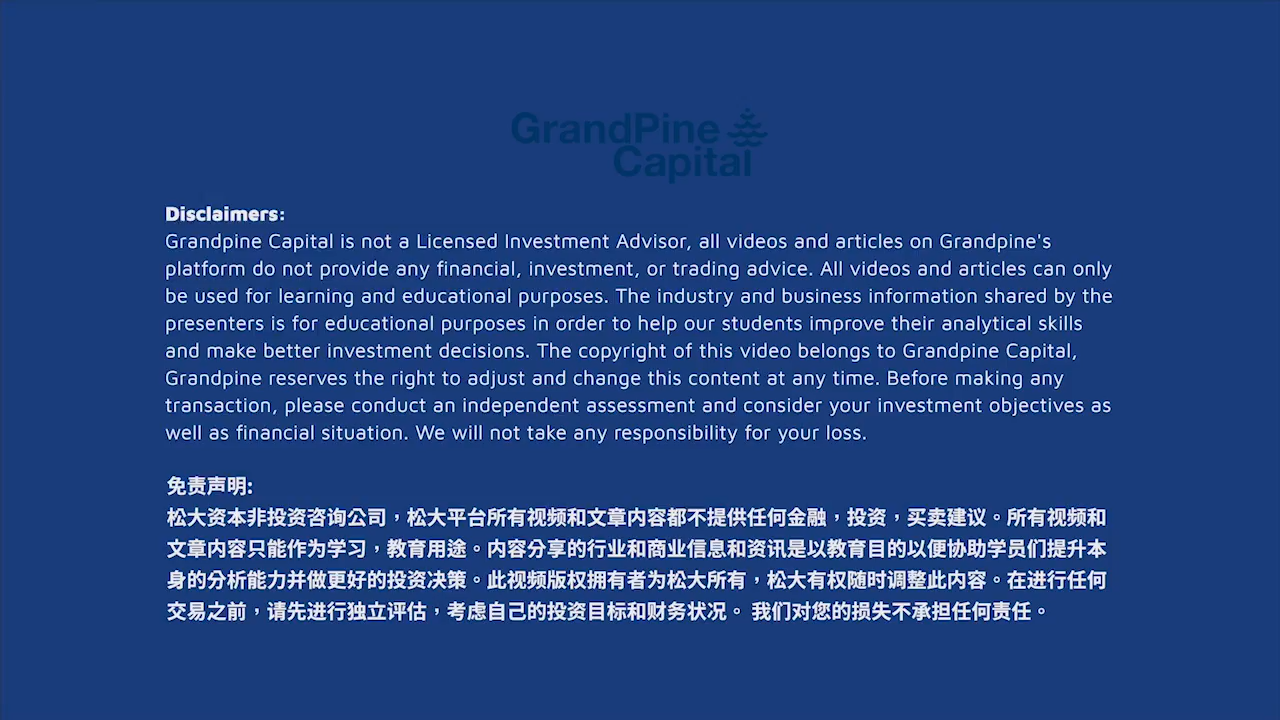 GrandPine
Capital
Disclaimers:
Grandpine Capital is not a Licensed Investment Advisor, all videos and articles on Grandpine's
platform do not provide any financial, investment, or trading advice. All videos and articles can only
be used for learning and educational purposes. The industry and business information shared by the
presenters is for educational purposes in order to help our students improve their analytical skills
and make better investment decisions. The copyright of this video belongs to Grandpine Capital,
Grandpine reserves the right to adjust and change this content at any time. Before making any
transaction, please conduct an independent assessment and consider your investment objectives as
well as financial situation. We will not take any responsibility for your loss.
免责声明:
松大资本非投资咨询公司，松大平台所有视频和文章内容都不提供任何金融，投资，买卖建议。所有视频和
文章内容只能作为学习，教育用途。内容分享的行业和商业信息和资讯是以教育目的以便协助学员们提升本
身的分析能力并做更好的投资决策。此视频版权拥有者为松大所有，松大有权随时调整此内容。在进行任何
交易之前，请先进行独立评估，考虑自己的投资目标和财务状况。 我们对您的损失不承担任何责任。